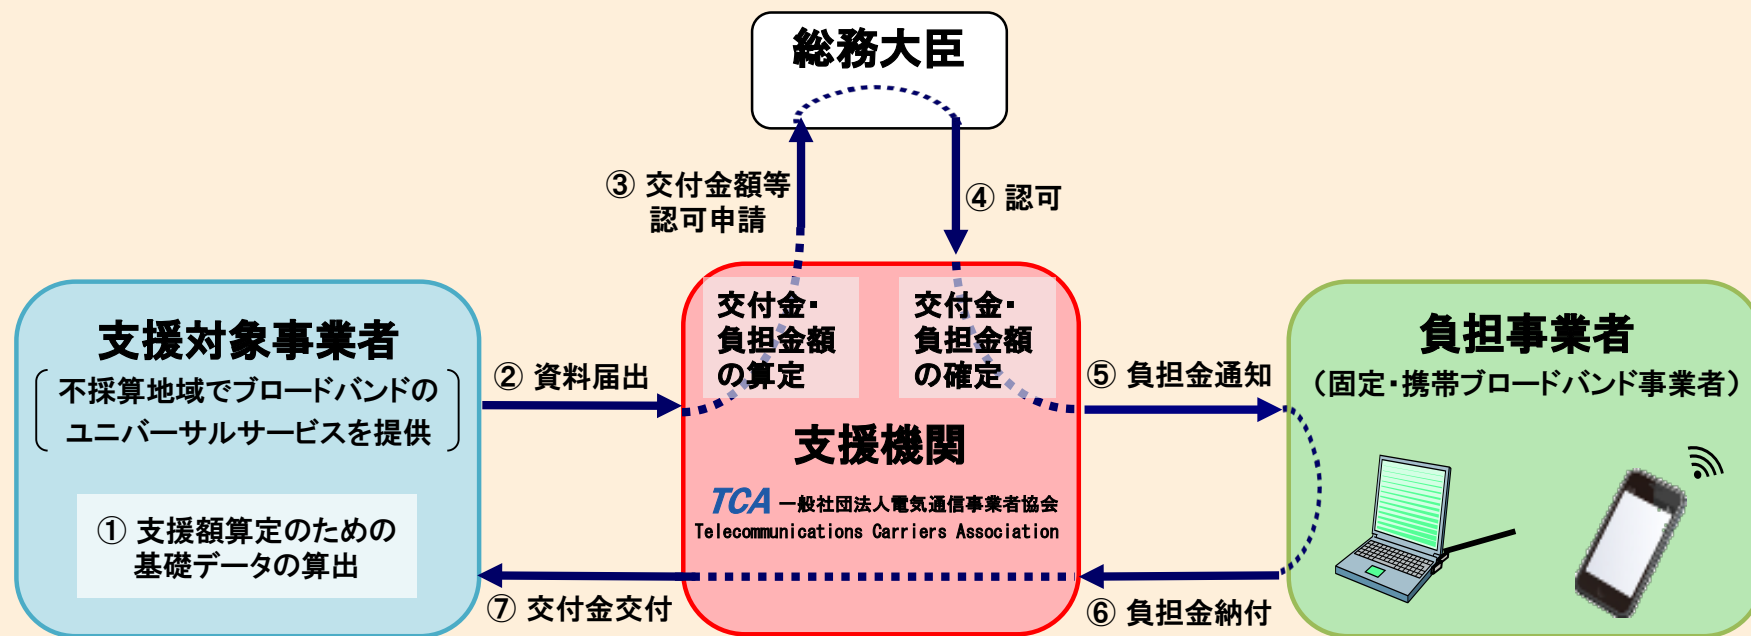 総務大臣
③ 交付金額等
認可申請
④ 認可
支援対象事業者
不採算地域でブロードバンドの
ユニバーサルサービスを提供
① 支援額算定のための
基礎データの算出
② 資料届出
交付金・
負担金額
の算定
交付金・
負担金額
の確定
支援機関
TCA 一般社団法人電気通信事業者協会
Telecommunications Carriers Association
⑤ 負担金通知
負担事業者
（固定・携帯ブロードバンド事業者）
⑥ 負担金納付
⑦ 交付金交付